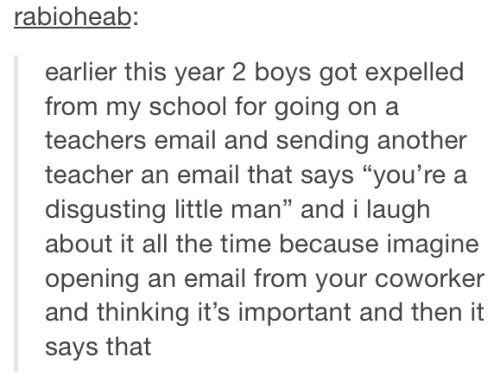 rabioheab:
earlier this year 2 boys got expelled
from my school for going on a
teachers email and sending another
teacher an email that says “you’re a
disgusting little man” and i laugh
about it all the time because imagine
opening an email from your coworker
and thinking it’s important and then it
says that